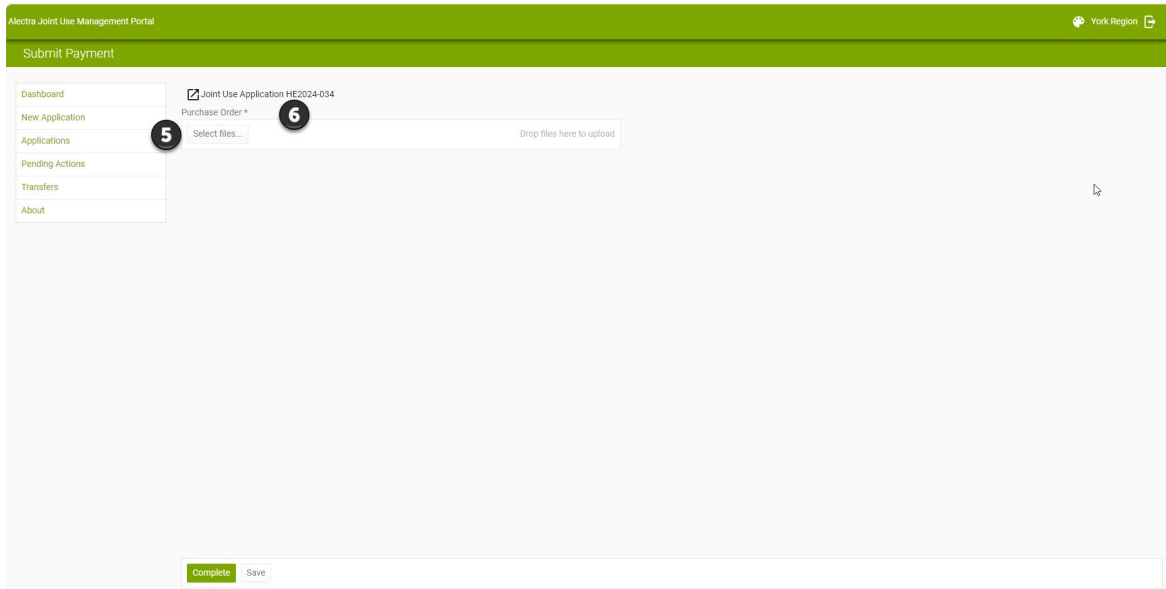 Alectra Joint Use Management Portal
York Region
Submit Payment
Dashboard
New Application
Applications
Pending Actions
Transfers
About
Joint Use Application HE2024-034
Purchase Order *
6
5
Select files...
Drop files here to upload
Complete
Save